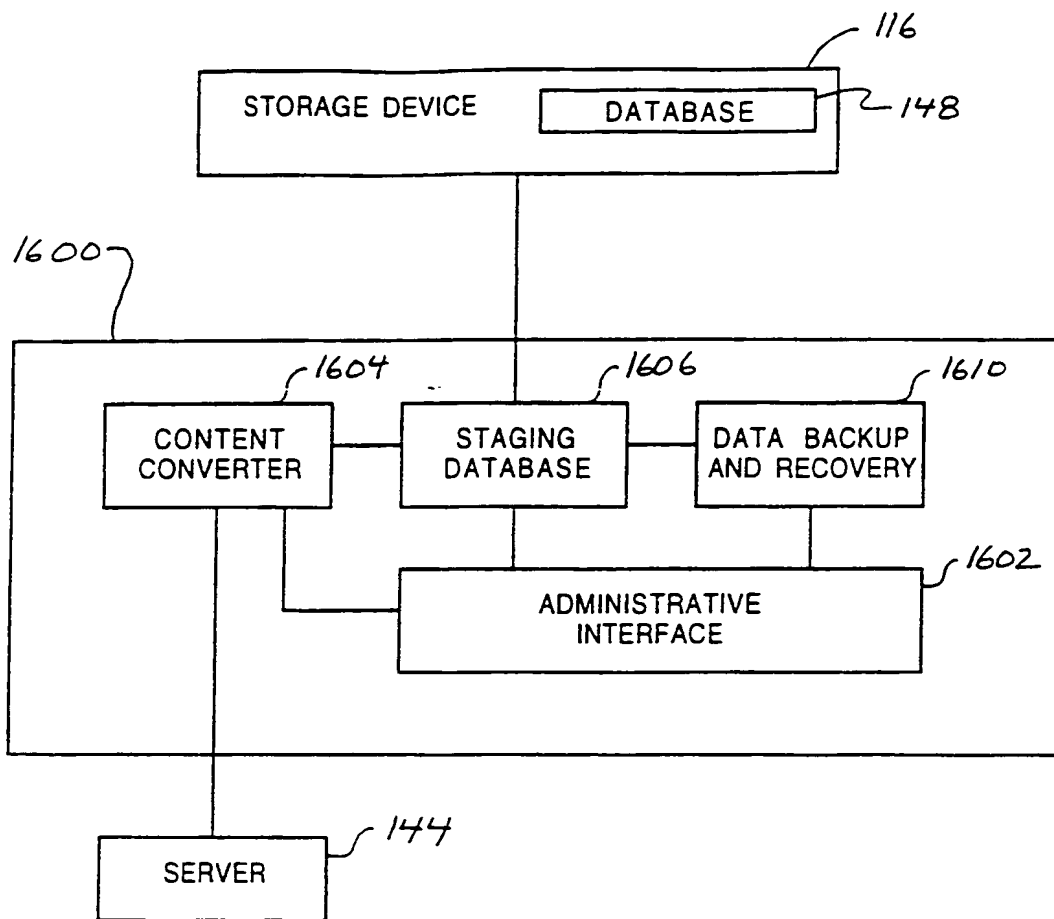 116
STORAGE DEVICE
DATABASE
148
1600
1604
1606
1610
CONTENT
CONVERTER
STAGING
DATABASE
DATA BACKUP
AND RECOVERY
1602
ADMINISTRATIVE
INTERFACE
144
SERVER